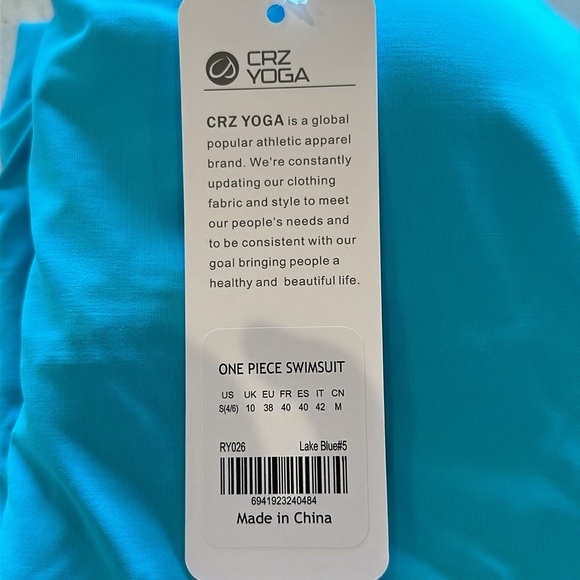 CRZ
YOGA
CRZ YOGA is a global
popular athletic apparel
brand. We're constantly
updating our clothing
fabric and style to meet
our people's needs and
to be consistent with our
goal bringing people a
healthy and beautiful life.
ONE PIECE SWIMSUIT
US UK EU FR ES IT CN
S(4/6) 10 38 40 40 42 M
RY026 Lake Blue#5
6941923240484
Made in China